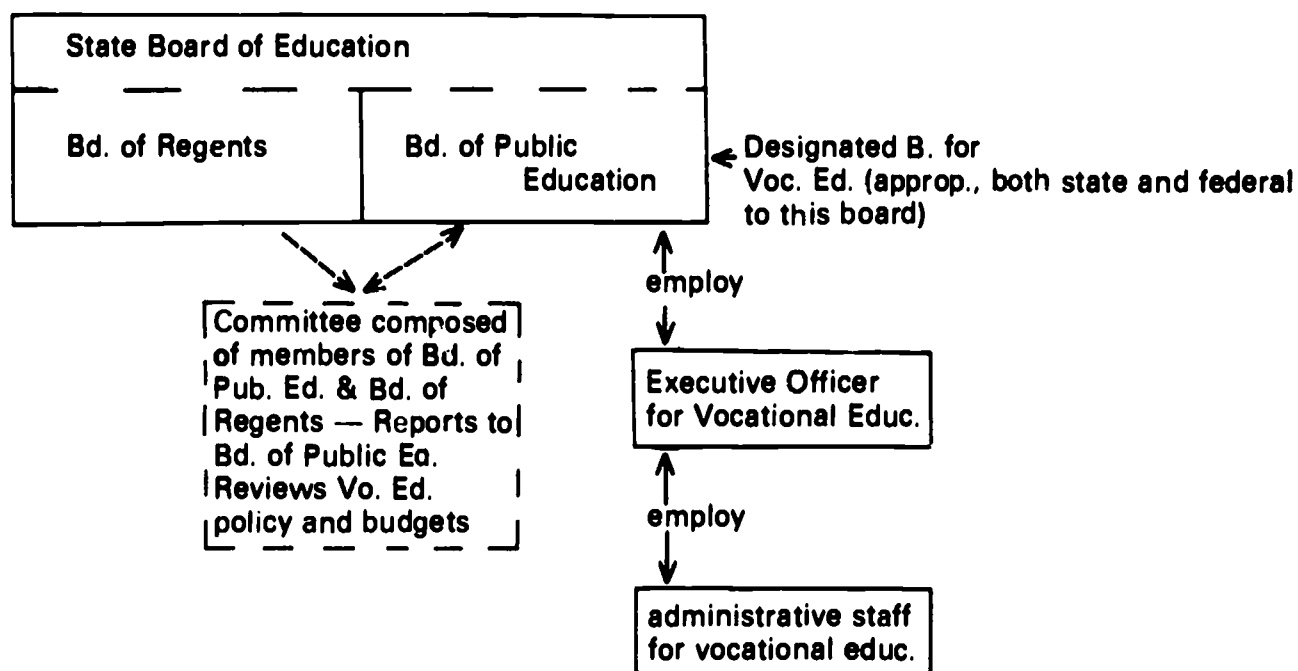 State Board of Education
Bd. of Regents
Bd. of Public
Education
Designated B. for
Voc. Ed. (approp., both state and federal
to this board)
employ
Committee composed
of members of Bd. of
Pub. Ed. & Bd. of
Regents — Reports to
Bd. of Public Ed.
Reviews Vo. Ed.
policy and budgets
Executive Officer
for Vocational Educ.
employ
administrative staff
for vocational educ.